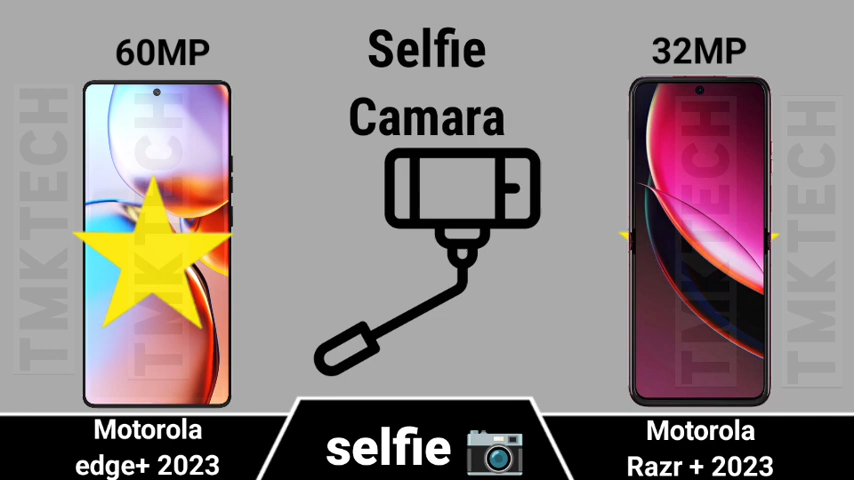 60MP
Selfie
Camara
32MP
TMKTECH
TMKTECH
TMKTECH
TMKTECH
Motorola
edge+ 2023
selfie
Motorola
Razr + 2023